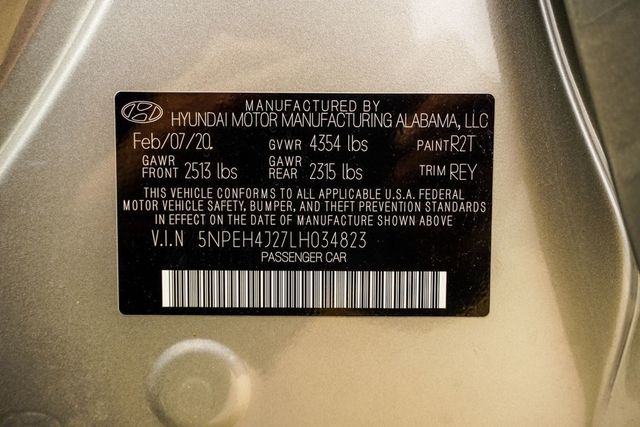 MANUFACTURED BY
HYUNDAI MOTOR MANUFACTURING ALABAMA, LLC
Feb/07/20 GVWR 4354 lbs PAINT R2T
GAWR GAWR
FRONT 2513 lbs REAR 2315 lbs TRIM REY
THIS VEHICLE CONFORMS TO ALL APPLICABLE U.S.A. FEDERAL
MOTOR VEHICLE SAFETY, BUMPER, AND THEFT PREVENTION STANDARDS
IN EFFECT ON THE DATE OF MANUFACTURE SHOWN ABOVE
V.I.N 5NPEH4J27LH034823
PASSENGER CAR